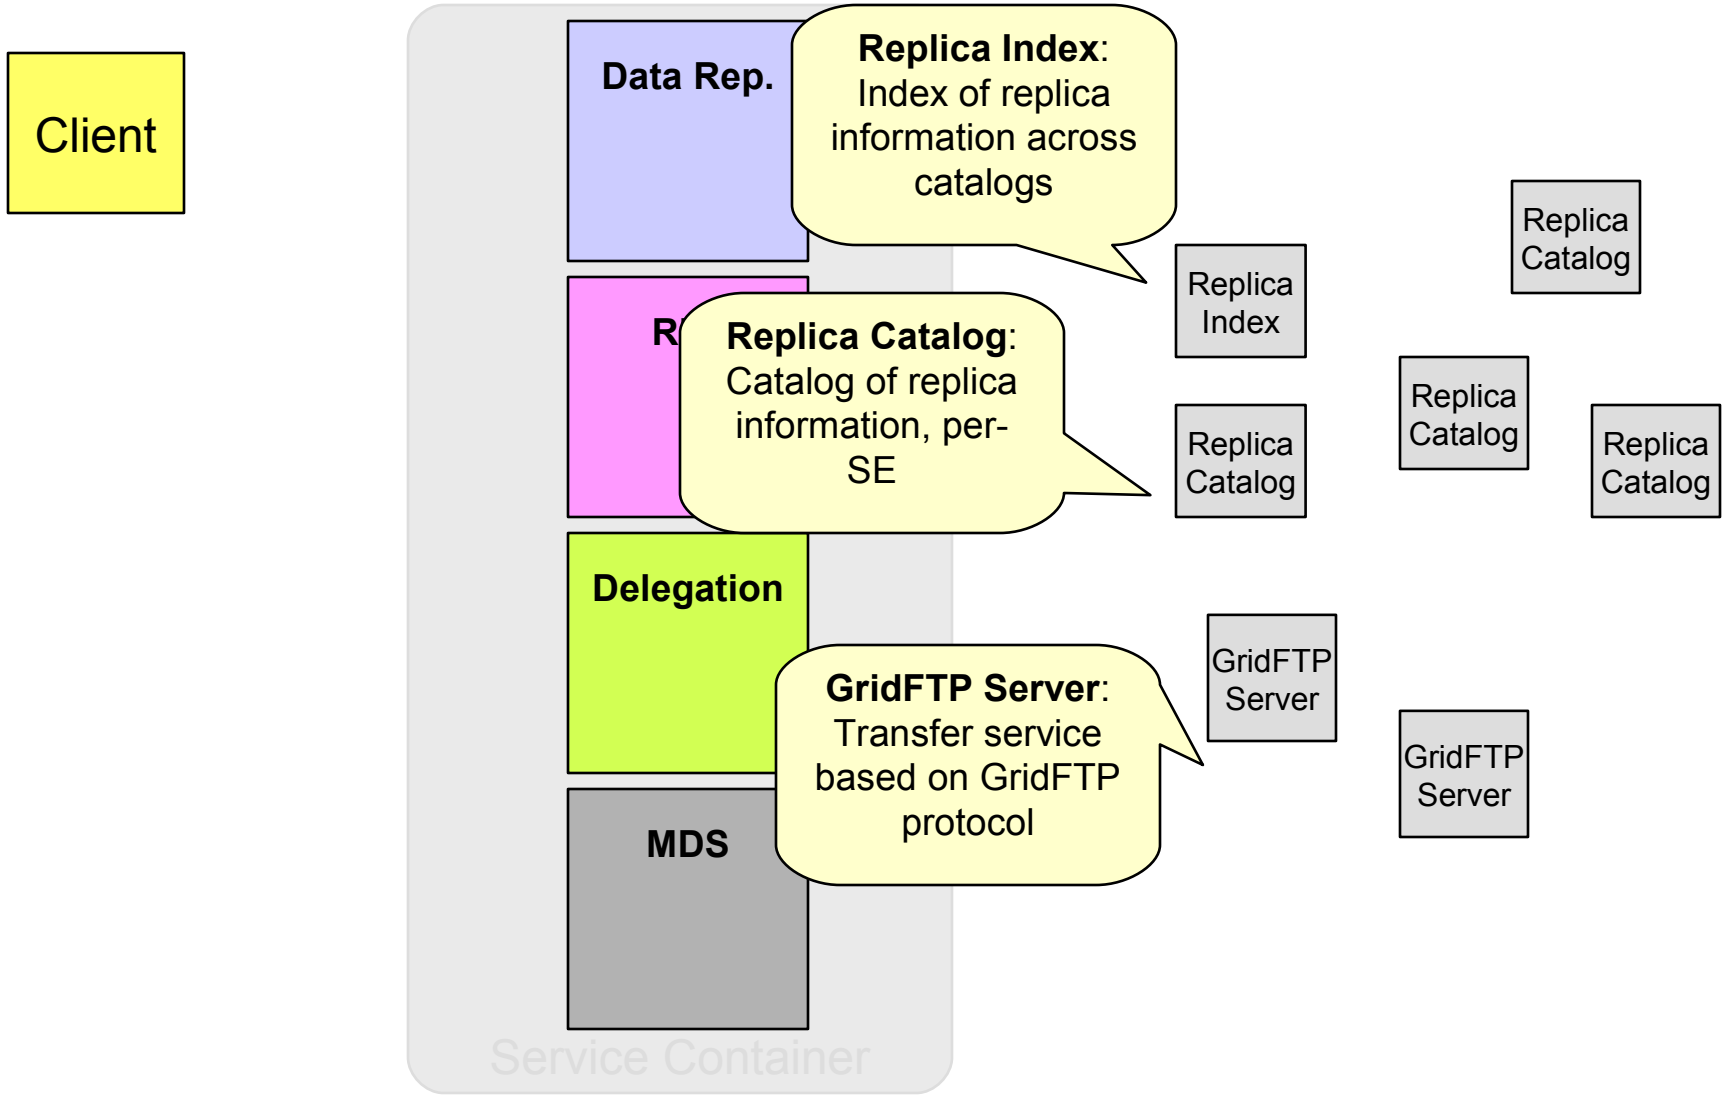 Client
Data Rep.
Replica Index:
Index of replica
information across
catalogs
Replica
Catalog
Replica
Index
Replica Catalog:
Catalog of replica
information, per-
SE
Replica
Catalog
Replica
Catalog
Replica
Catalog
Delegation
GridFTP Server:
Transfer service
based on GridFTP
protocol
GridFTP
Server
GridFTP
Server
MDS
Service Container